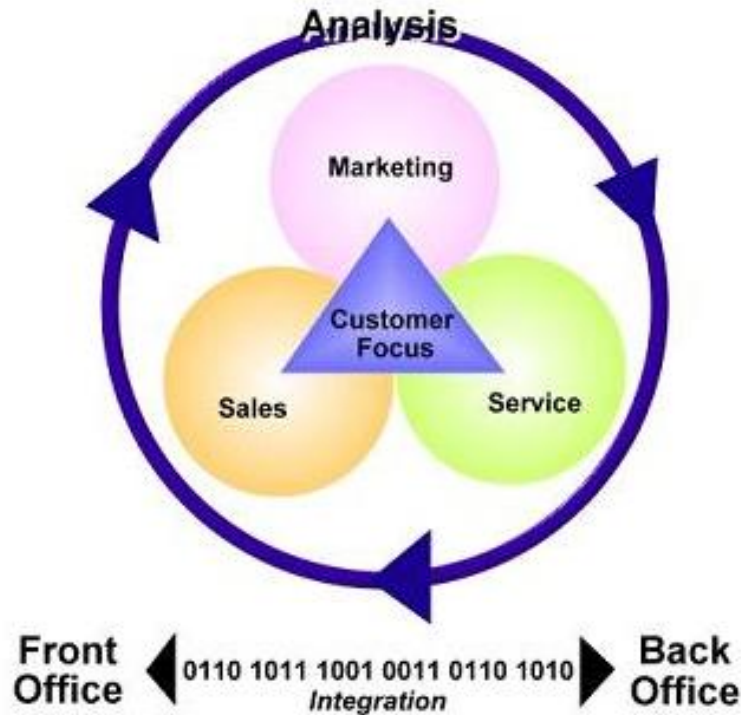 Analysis
Marketing
Customer
Focus
Sales
Service
Front
Office
0110 1011 1001 0011 0110 1010
Integration
Back
Office